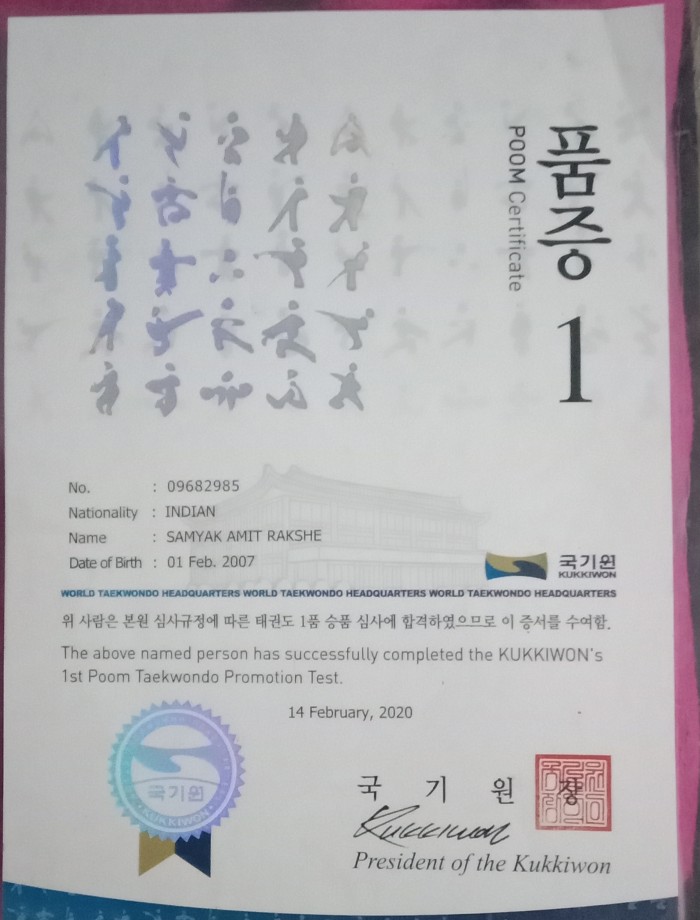 품증
POOM Certificate
1
No. : 09682985
Nationality : INDIAN
Name : SAMYAK AMIT RAKSHE
Date of Birth : 01 Feb. 2007
국기원
KUKKIWON
WORLD TAEKWONDO HEADQUARTERS WORLD TAEKWONDO HEADQUARTERS WORLD TAEKWONDO HEADQUARTERS
위 사람은 본원 심사규정에 따른 태권도 1품 승품 심사에 합격하였으므로 이 증서를 수여함.
The above named person has successfully completed the KUKKIWON's
1st Poom Taekwondo Promotion Test.
14 February, 2020
국기원
KUKKIWON
국 기 원 장
Kukkiwon
President of the Kukkiwon